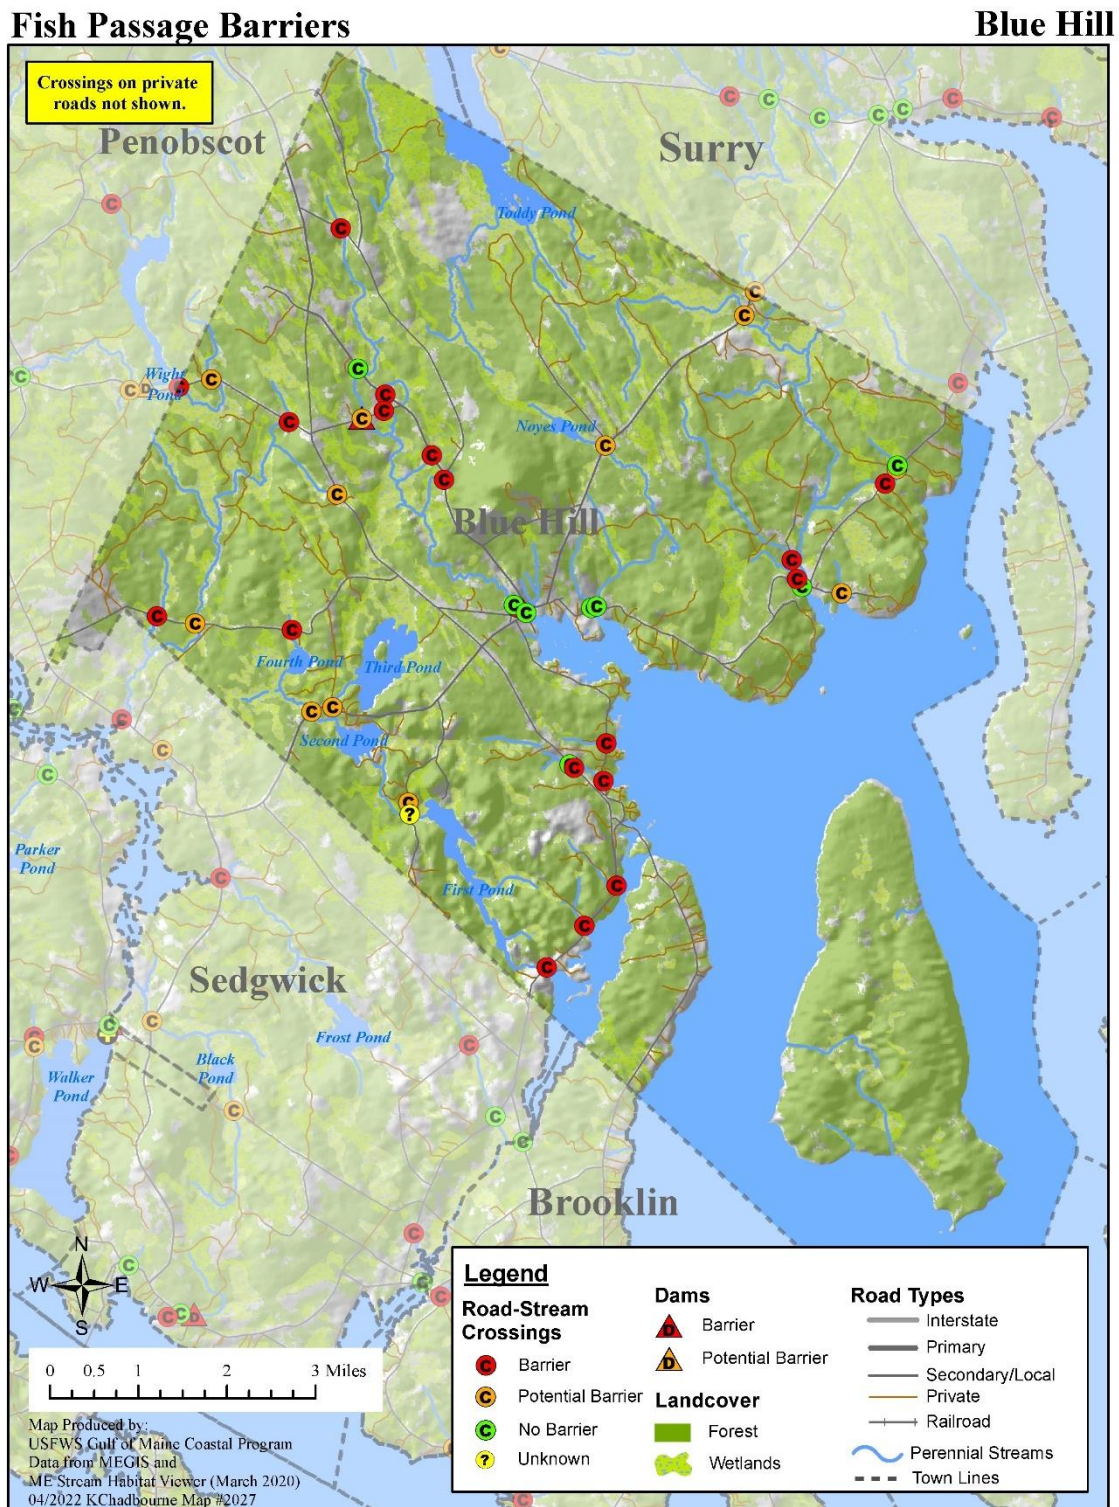 Fish Passage Barriers
Blue Hill
Crossings on private
roads not shown.
Penobscot
Surry
Toddy Pond
Wight
Pond
Noyes Pond
Blue Hill
Fourth Pond
Third Pond
Second Pond
Parker
Pond
First Pond
Sedgwick
Frost Pond
Black
Pond
Walker
Pond
Brooklin
N
W E
S
0 0.5 1 2 3 Miles
Map Produced by:
USFWS Gulf of Maine Coastal Program
Data from MEGIS and
ME Stream Habitat Viewer (March 2020)
04/2022 KChadbourne Map #2027
Legend
Road-Stream
Crossings
C Barrier
C Potential Barrier
C No Barrier
? Unknown
Dams
D Barrier
D Potential Barrier
Landcover
Forest
Wetlands
Road Types
Interstate
Primary
Secondary/Local
Private
Railroad
Perennial Streams
Town Lines